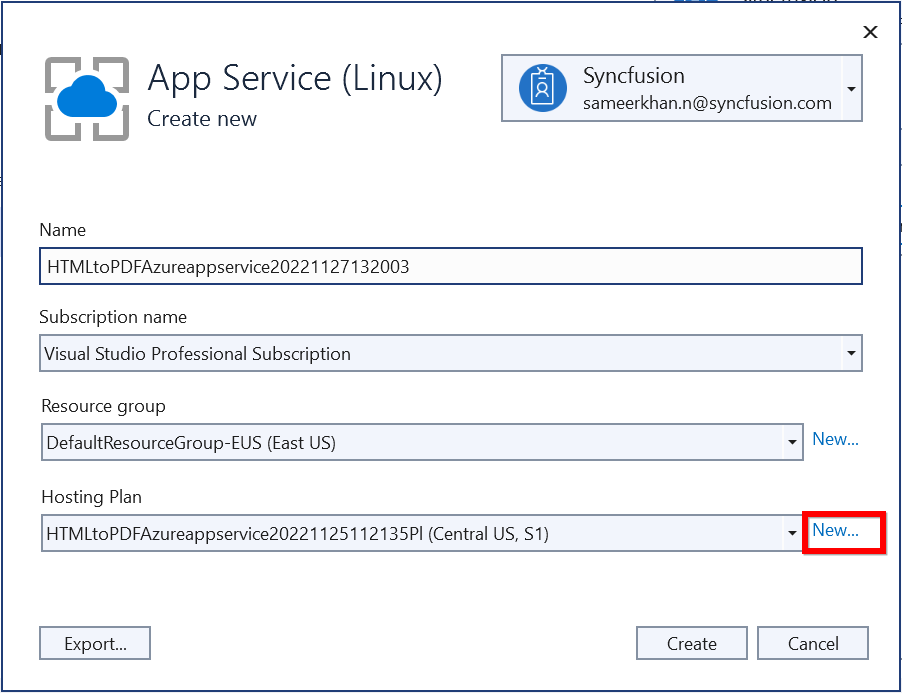 App Service (Linux)
Create new
Syncfusion
sameerkhan.n@syncfusion.com
Name
HTMLtoPDFAzureappservice20221127132003
Subscription name
Visual Studio Professional Subscription
Resource group
DefaultResourceGroup-EUS (East US)
New...
Hosting Plan
HTMLtoPDFAzureappservice20221125112135Pl (Central US, S1)
New...
Export...
Create
Cancel